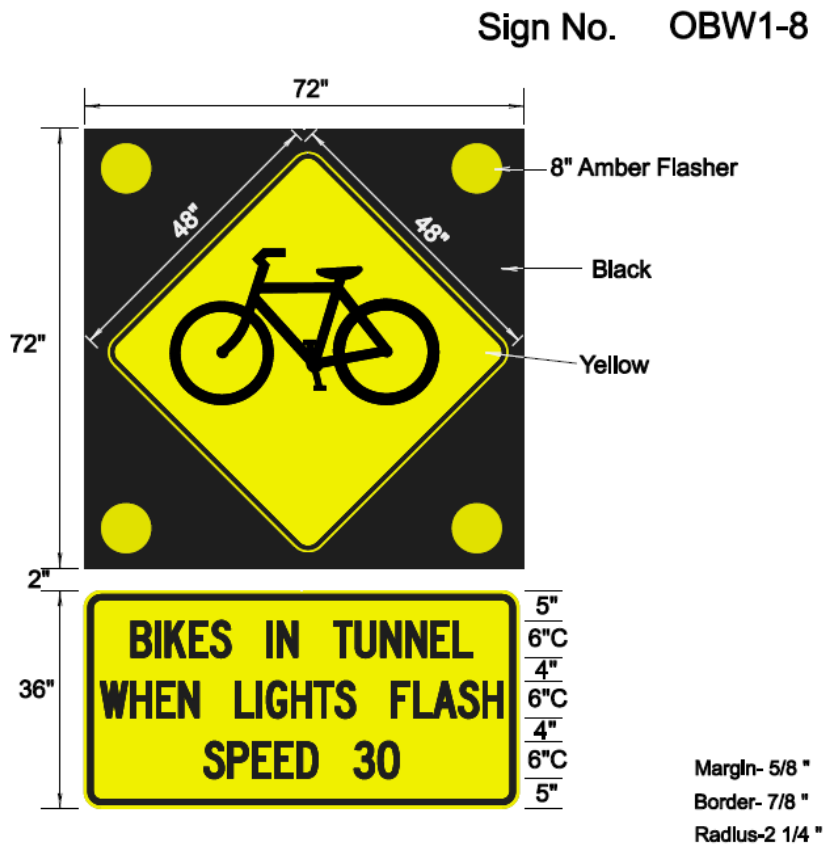 Sign No. OBW1-8
72"
8" Amber Flasher
48"
48"
Black
72"
Yellow
2"
BIKES IN TUNNEL
WHEN LIGHTS FLASH
SPEED 30
36"
5"
6"C
4"
6"C
4"
6"C
5"
Margin- 5/8 "
Border- 7/8 "
Radius-2 1/4 "